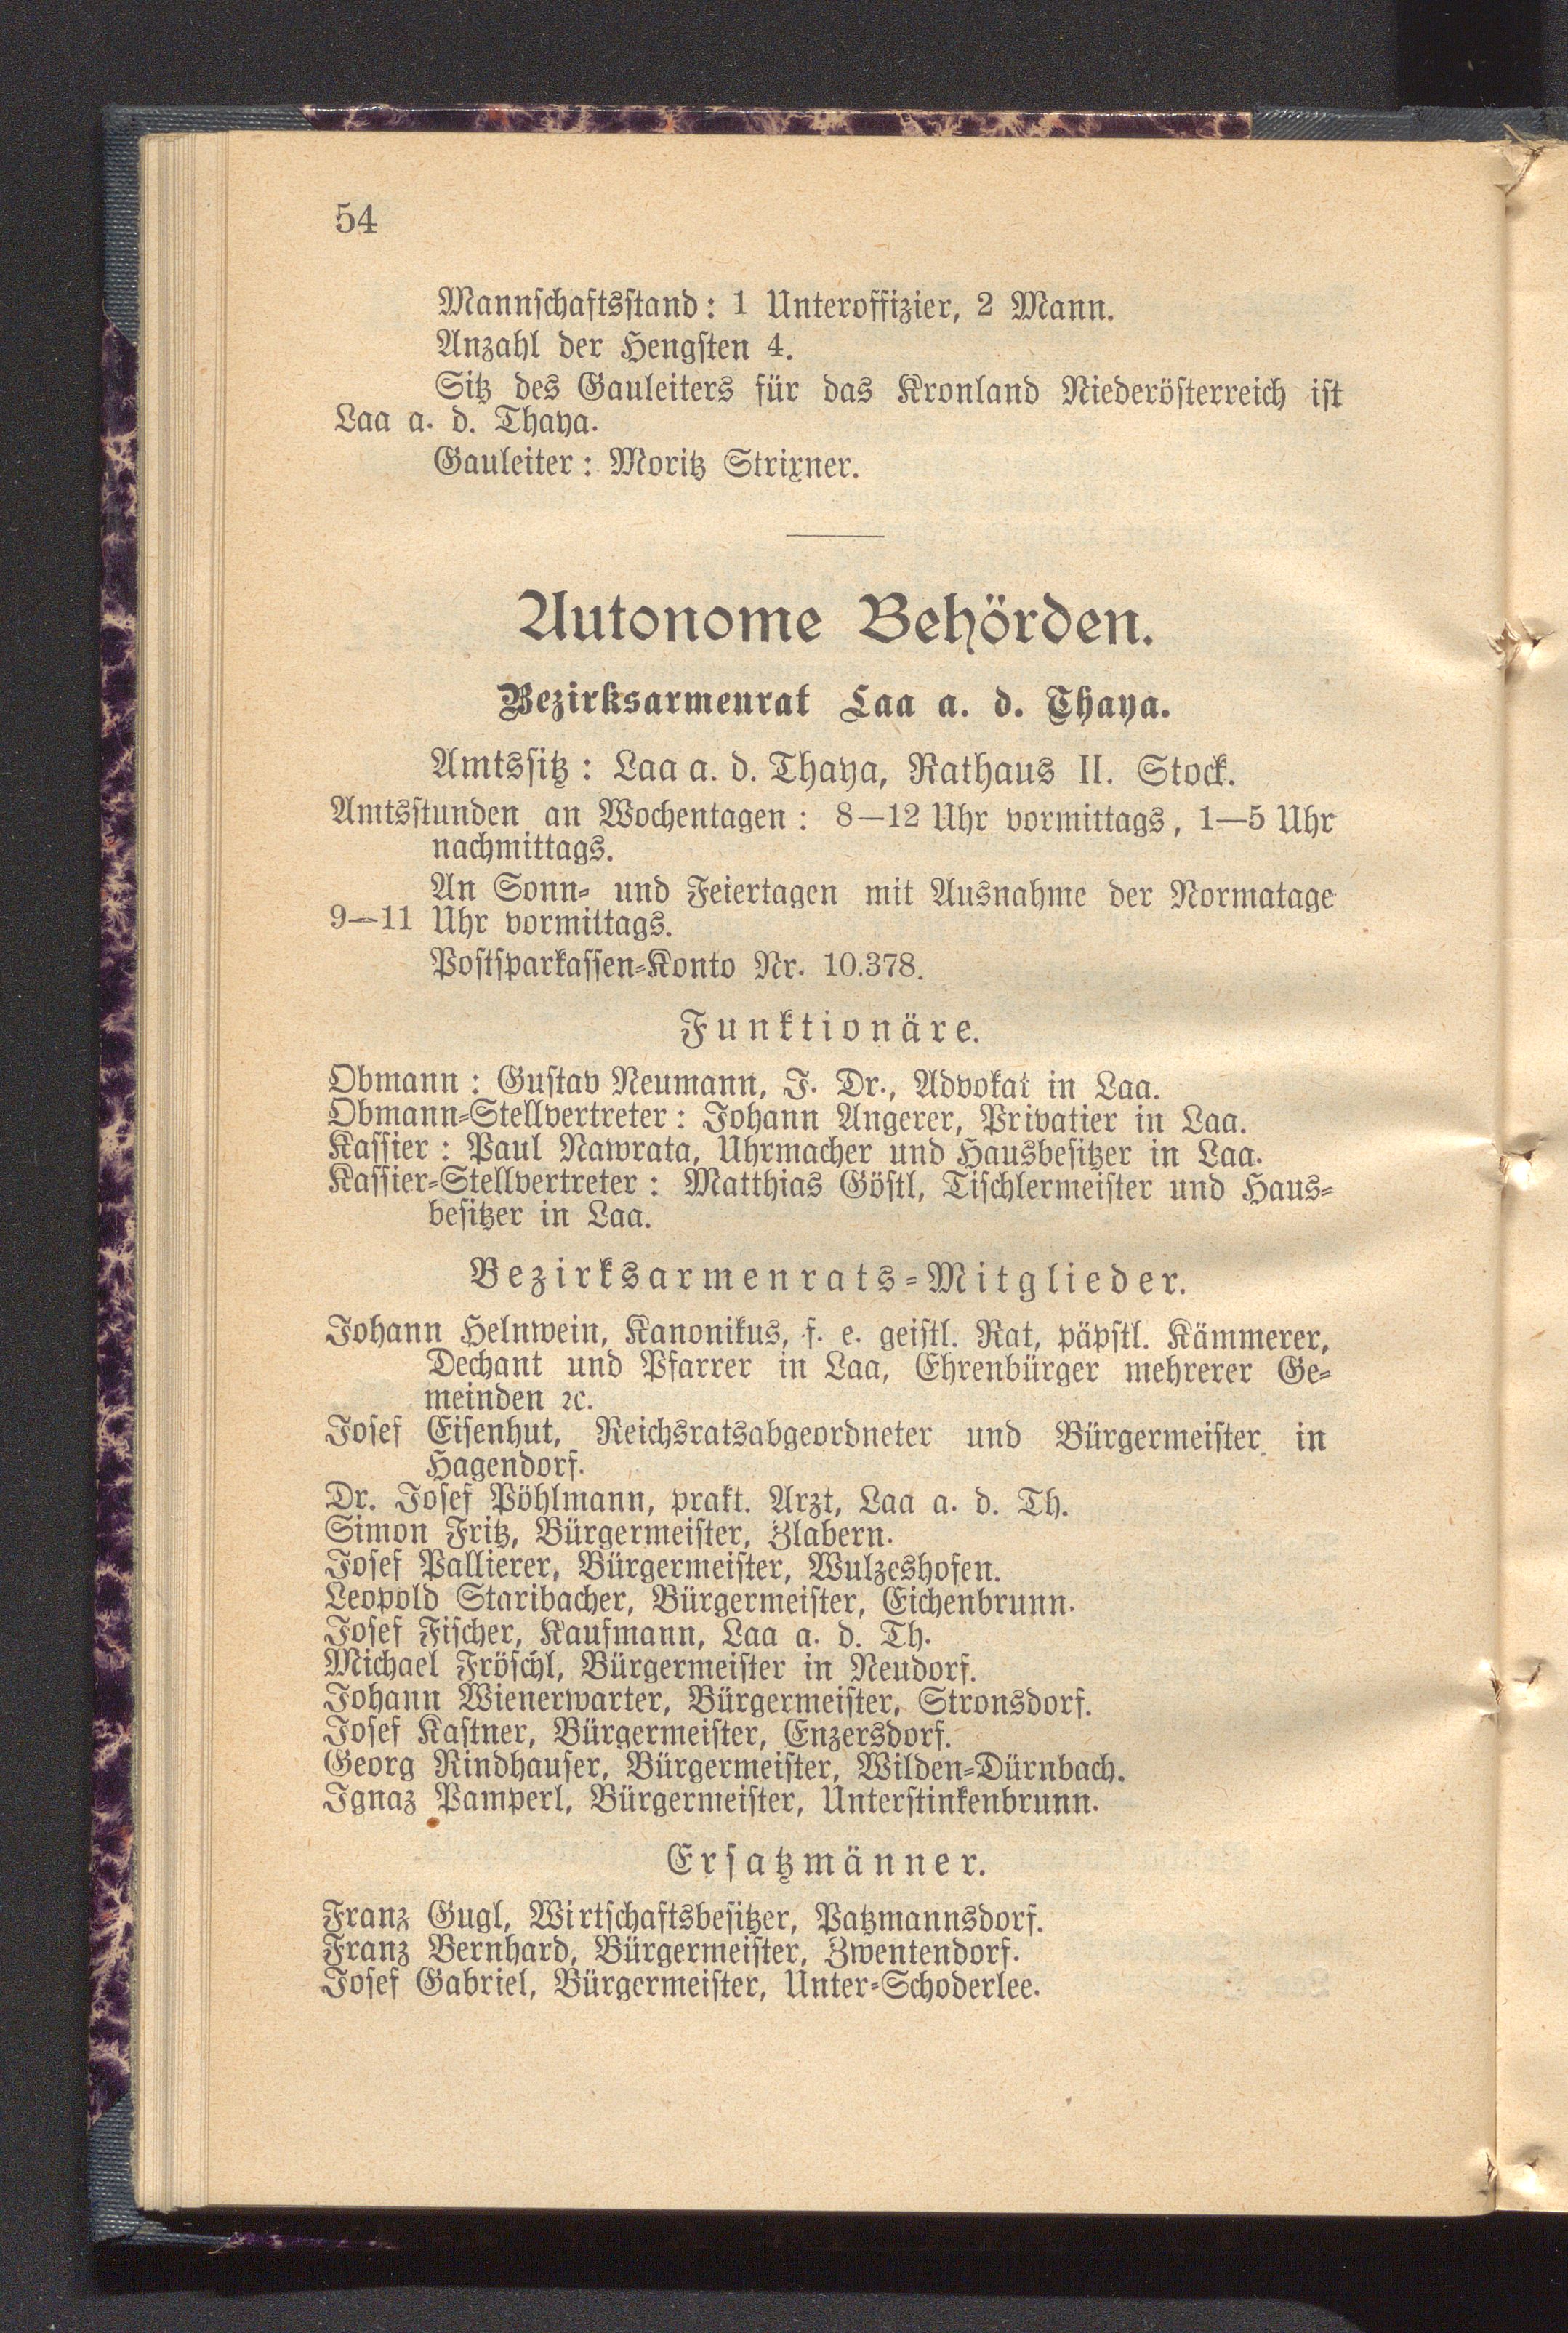 54
Mannschaftsstand: 1 Unteroffizier, 2 Mann.
Anzahl der Hengsten 4.
Sitz des Gauleiters für das Kronland Niederösterreich ist
Laa a. d. Thaya.
Gauleiter: Moritz Strixner.
Autonome Behörden.
Bezirksarmenrat Laa a. d. Thaya.
Amtssitz: Laa a. d. Thaya, Rathaus II. Stock.
Amtsstunden an Wochentagen: 8—12 Uhr vormittags, 1—5 Uhr
nachmittags.
An Sonn- und Feiertagen mit Ausnahme der Normatage
9—11 Uhr vormittags.
Postsparkassen-Konto Nr. 10.378.
Funktionäre.
Obmann: Gustav Neumann, J. Dr., Advokat in Laa.
Obmann-Stellvertreter: Johann Angerer, Privatier in Laa.
Kassier: Paul Nawrata, Uhrmacher und Hausbesitzer in Laa.
Kassier-Stellvertreter: Matthias Göstl, Tischlermeister und Haus-
besitzer in Laa.
Bezirksarmenrats-Mitglieder.
Johann Helnwein, Kanonikus, f. e. geistl. Rat, päpstl. Kämmerer,
Dechant und Pfarrer in Laa, Ehrenbürger mehrerer Ge-
meinden ꝛc.
Josef Eisenhut, Reichsratsabgeordneter und Bürgermeister in
Hagendorf.
Dr. Josef Pöhlmann, prakt. Arzt, Laa a. d. Th.
Simon Fritz, Bürgermeister, Zlabern.
Josef Pallierer, Bürgermeister, Wulzeshofen.
Leopold Staribacher, Bürgermeister, Eichenbrunn.
Josef Fischer, Kaufmann, Laa a. d. Th.
Michael Fröschl, Bürgermeister in Neudorf.
Johann Wienerwarter, Bürgermeister, Stronsdorf.
Josef Kastner, Bürgermeister, Enzersdorf.
Georg Rindhauser, Bürgermeister, Wilden-Dürnbach.
Ignaz Pamperl, Bürgermeister, Unterstinkenbrunn.
Ersatzmänner.
Franz Gugl, Wirtschaftsbesitzer, Patzmannsdorf.
Franz Bernhard, Bürgermeister, Zwentendorf.
Josef Gabriel, Bürgermeister, Unter-Schoderlee.